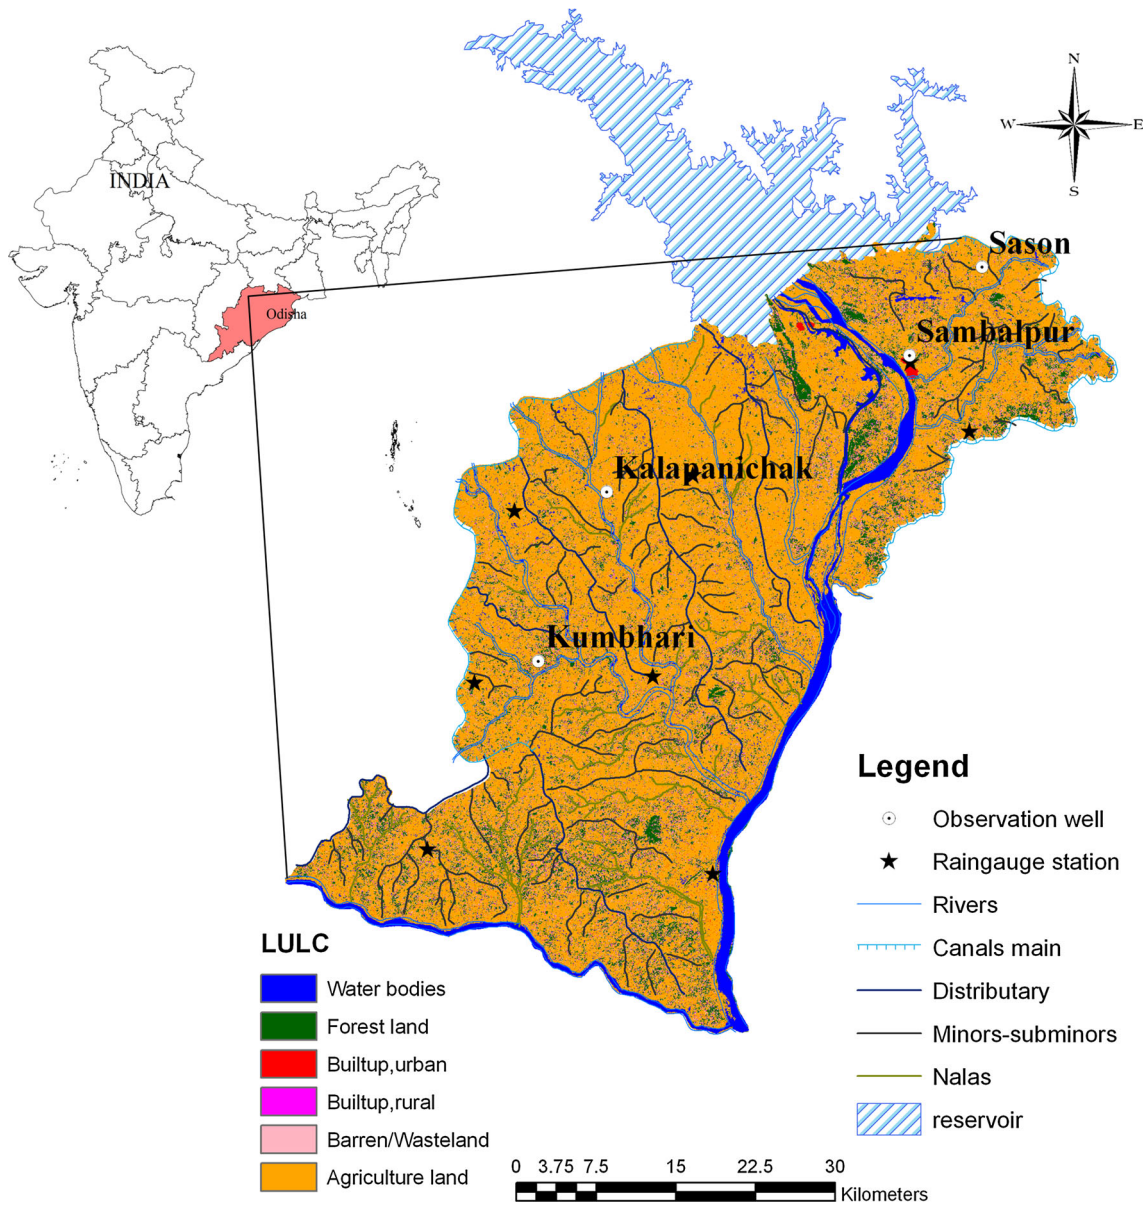 N
W
E
S
INDIA
Odisha
Sason
Sambalpur
Kalapanichak
Kumbhari
Legend
Observation well
Raingauge station
Rivers
Canals main
Distributary
Minors-subminors
Nalas
reservoir
LULC
Water bodies
Forest land
Builtup,urban
Builtup,rural
Barren/Wasteland
Agriculture land
0 3.75 7.5 15 22.5 30
Kilometers